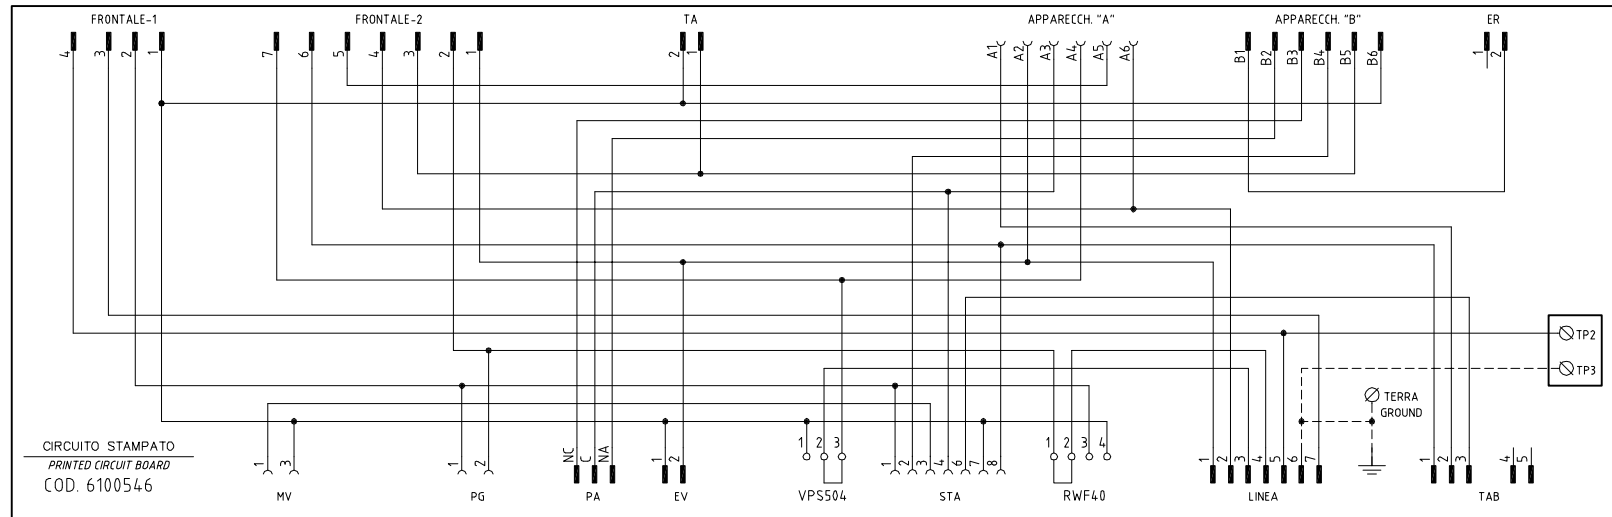 FRONTALE-1 FRONTALE-2 TA APPARECCH. "A" APPARECCH. "B" ER
4 3 2 1 7 6 5 4 3 2 1 2 1 A1 A2 A3 A4 A5 A6 B1 B2 B3 B4 B5 B6 1 2
TP2
TP3
TERRA
GROUND
CIRCUITO STAMPATO
PRINTED CIRCUIT BOARD
COD. 6100546
1 3 1 2 NC C NA 1 2 1 2 3 1 2 3 4 6 7 8 1 2 3 4 1 2 3 4 5 6 7 1 2 3 4 5
MV PG PA EV VPS504 STA RWF40 LINEA TAB